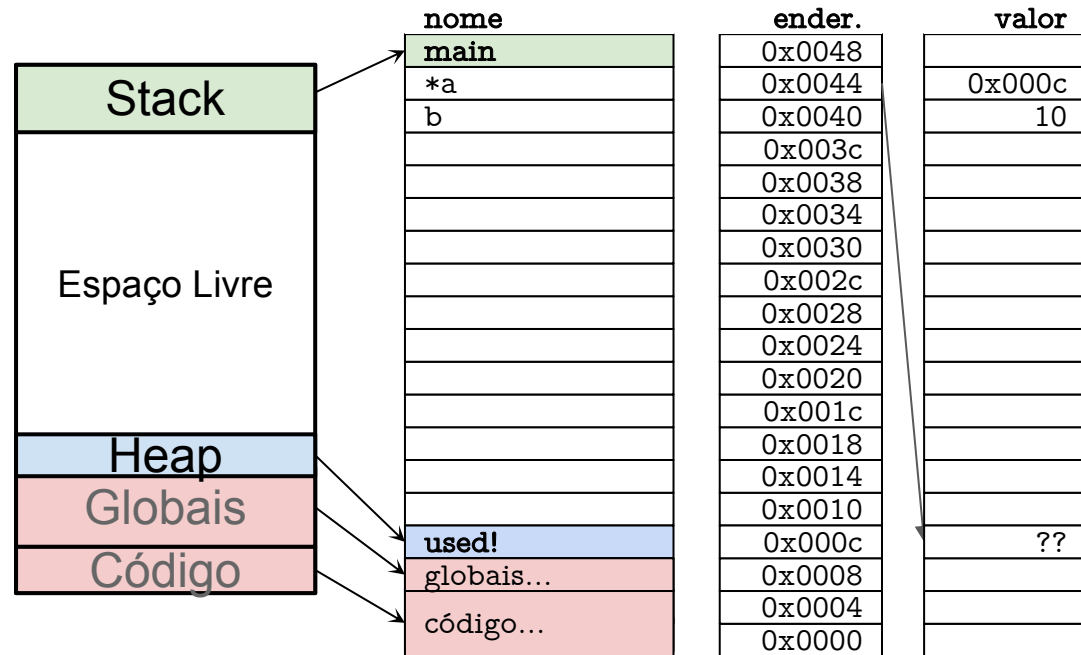 nome ender. valor
main 0x0048
Stack
*a 0x0044 0x000c
b 0x0040 10
0x003c
0x0038
0x0034
0x0030
Espaço Livre
0x002c
0x0028
0x0024
0x0020
0x001c
Heap
0x0018
0x0014
Globais
0x0010
used! 0x000c ??
Código
globais... 0x0008
código... 0x0004
0x0000